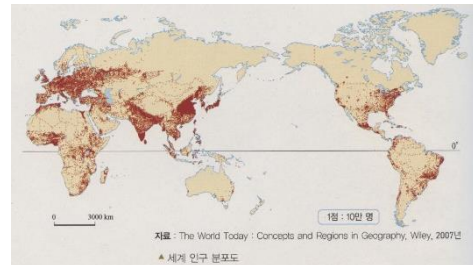 0°
0 3000 km
1점 : 10만 명
자료 : The World Today : Concepts and Regions in Geography, Wiley, 2007년
▲ 세계 인구 분포도